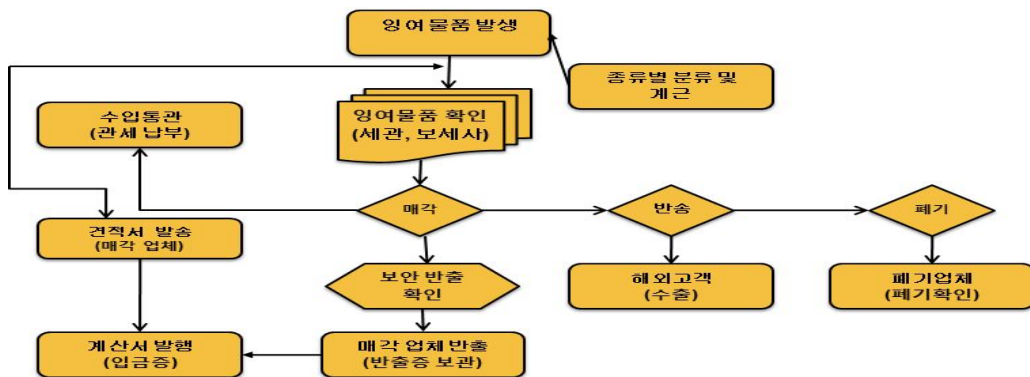 잉여물품 발생
종류별 분류 및
계근
수입통관
(관세 납부)
잉여물품 확인
(세관, 보세사)
매각
반송
폐기
견적서 발송
(매각 업체)
보안 반출
확인
해외고객
(수출)
폐기업체
(폐기확인)
계산서 발행
(입금증)
매각 업체 반출
(반출증 보관)